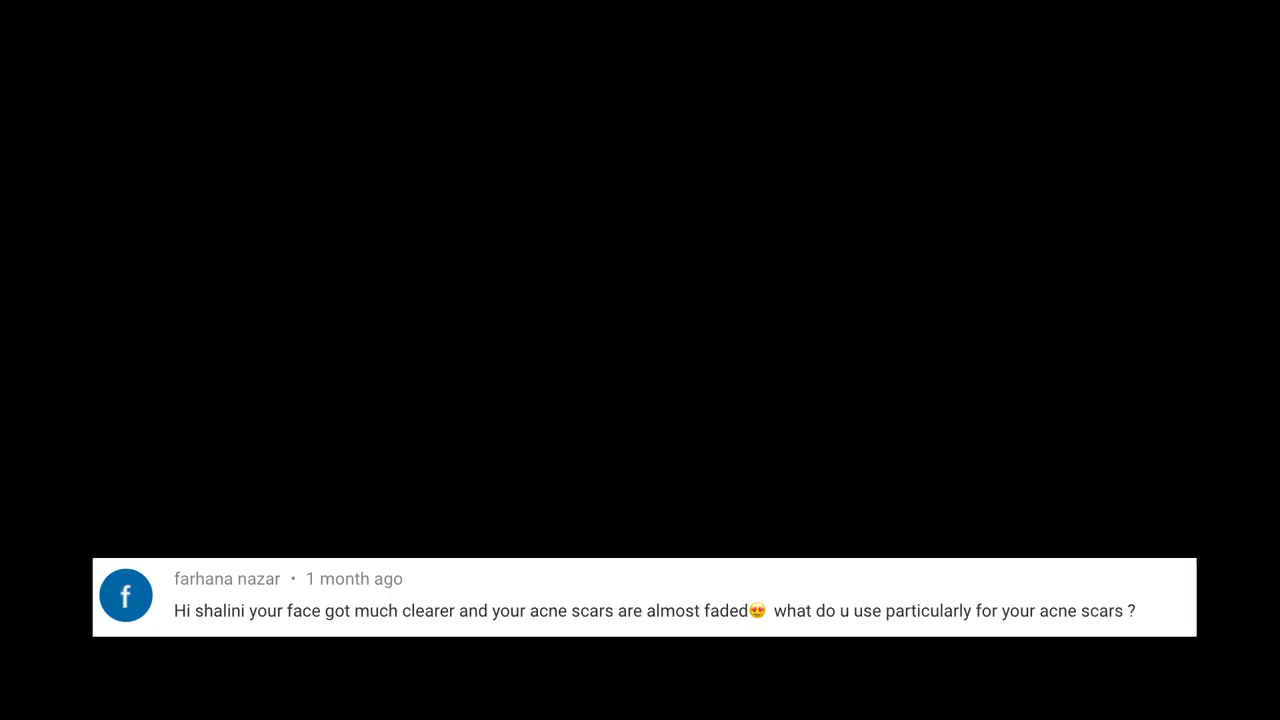 f
farhana nazar • 1 month ago
Hi shalini your face got much clearer and your acne scars are almost faded😍 what do u use particularly for your acne scars ?